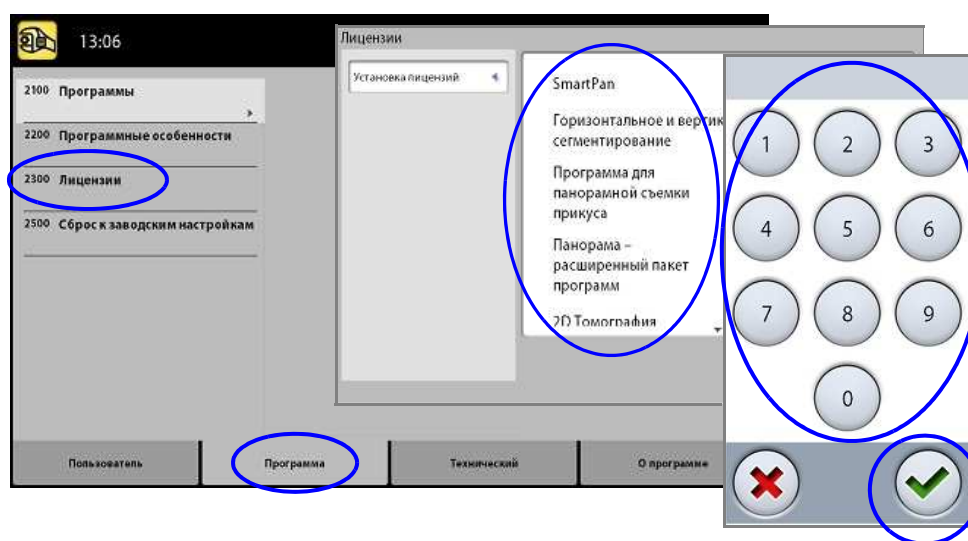 13:06
2100 Программы
2200 Программные особенности
2300 Лицензии
2500 Сброс к заводским настройкам
Лицензии
Установка лицензий
SmartPan
Горизонтальное и вертик
сегментирование
Программа для
панорамной съемки
прикуса
Панорама –
расширенный пакет
программ
2D Томография
1 2 3
4 5 6
7 8 9
0
Пользователь Программа Технический О программе